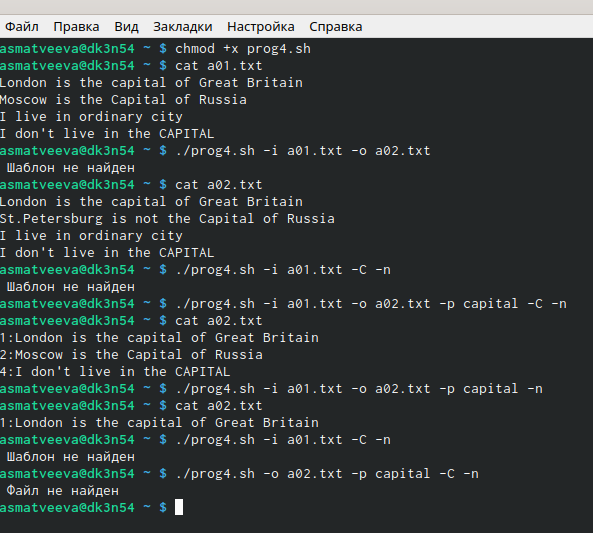 Файл Правка Вид Закладки Настройка Справка
asmatveeva@dk3n54 ~ $ chmod +x prog4.sh
asmatveeva@dk3n54 ~ $ cat a01.txt
London is the capital of Great Britain
Moscow is the Capital of Russia
I live in ordinary city
I don't live in the CAPITAL
asmatveeva@dk3n54 ~ $ ./prog4.sh -i a01.txt -o a02.txt
Шаблон не найден
asmatveeva@dk3n54 ~ $ cat a02.txt
London is the capital of Great Britain
St.Petersburg is not the Capital of Russia
I live in ordinary city
I don't live in the CAPITAL
asmatveeva@dk3n54 ~ $ ./prog4.sh -i a01.txt -C -n
Шаблон не найден
asmatveeva@dk3n54 ~ $ ./prog4.sh -i a01.txt -o a02.txt -p capital -C -n
asmatveeva@dk3n54 ~ $ cat a02.txt
1:London is the capital of Great Britain
2:Moscow is the Capital of Russia
4:I don't live in the CAPITAL
asmatveeva@dk3n54 ~ $ ./prog4.sh -i a01.txt -o a02.txt -p capital -n
asmatveeva@dk3n54 ~ $ cat a02.txt
1:London is the capital of Great Britain
asmatveeva@dk3n54 ~ $ ./prog4.sh -i a01.txt -C -n
Шаблон не найден
asmatveeva@dk3n54 ~ $ ./prog4.sh -o a02.txt -p capital -C -n
Файл не найден
asmatveeva@dk3n54 ~ $